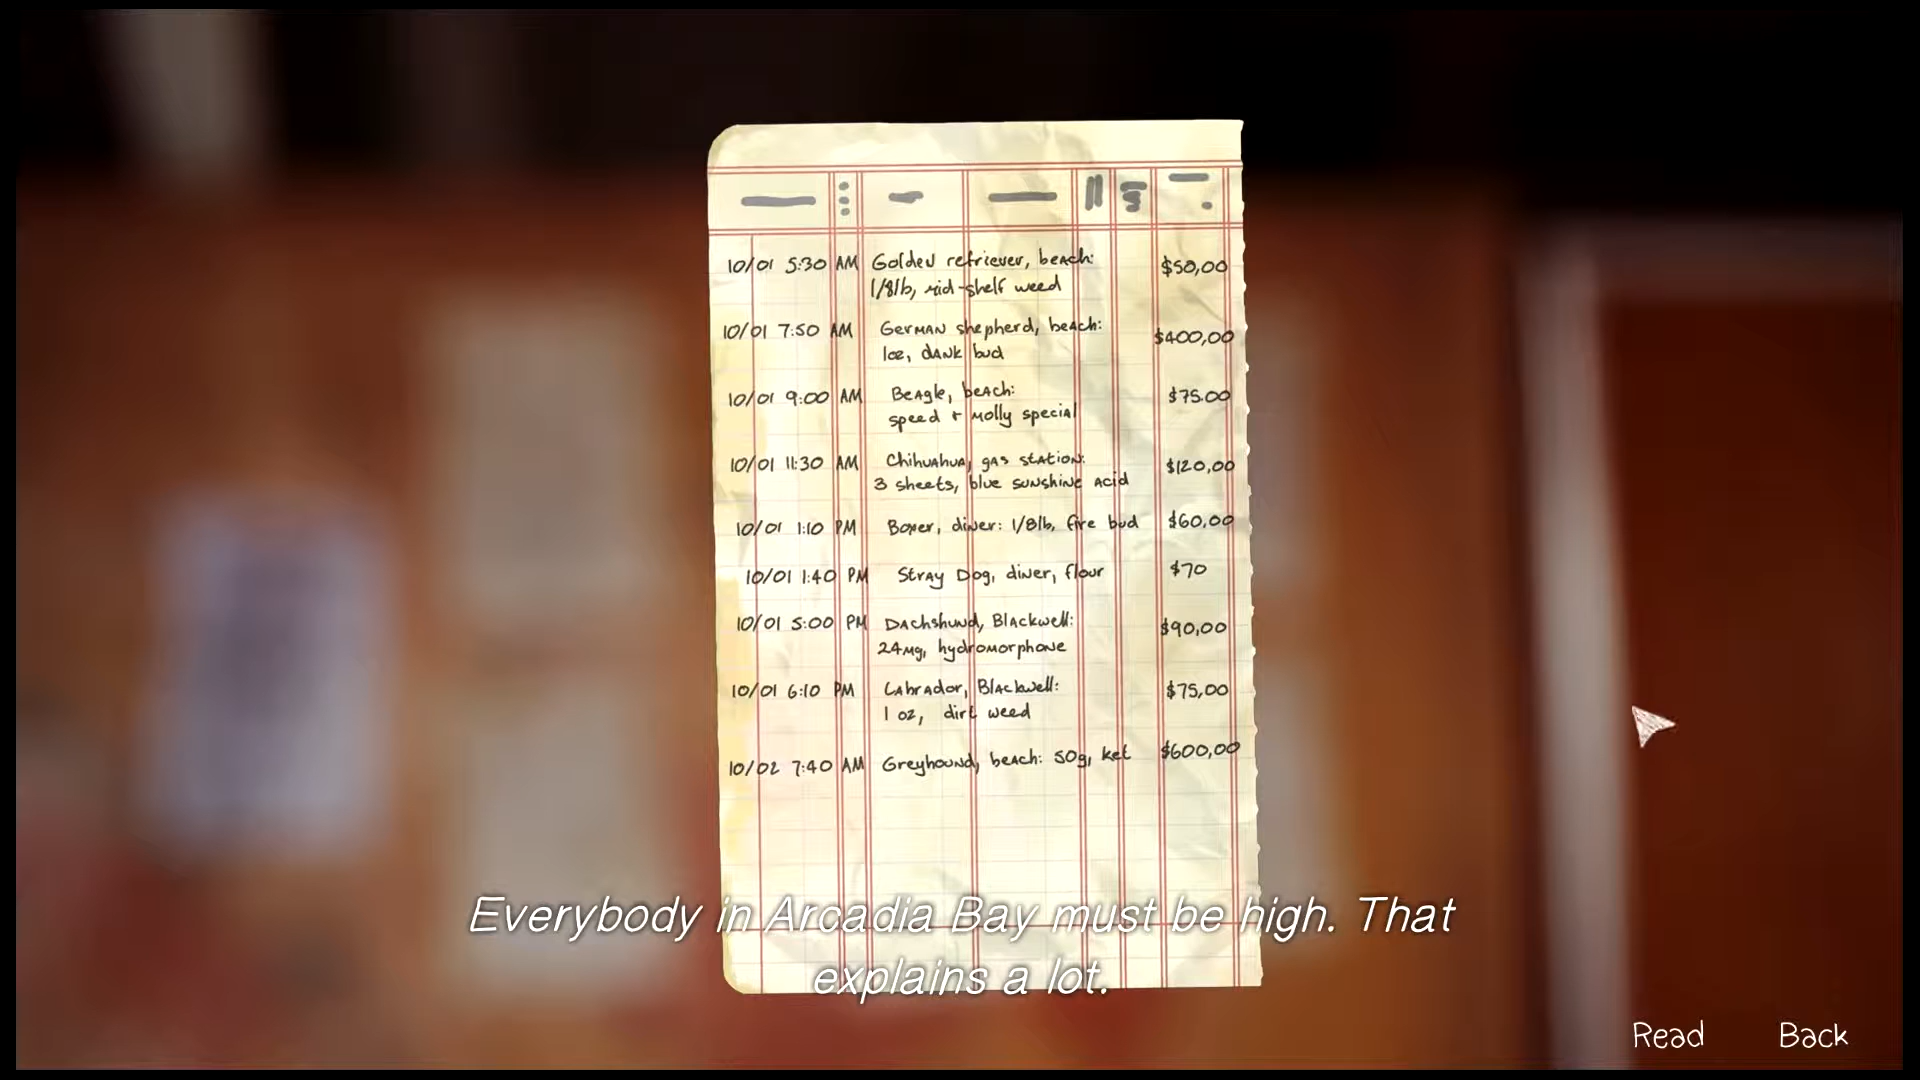 10/01 5:30 AM Golden retriever, beach: $50,00
1/8lb, mid-shelf weed
10/01 7:50 AM German shepherd, beach: $400,00
1oz, dank bud
10/01 9:00 AM Beagle, beach: $75.00
speed + Molly special
10/01 11:30 AM Chihuahua, gas station: $120,00
3 sheets, blue sunshine acid
10/01 1:10 PM Boxer, diner: 1/8lb, fire bud $60,00
10/01 1:40 PM Stray Dog, diner, flour $70
10/01 5:00 PM Dachshund, Blackwell: $90,00
24mg, hydromorphone
10/01 6:10 PM Labrador, Blackwell: $75,00
1 oz, dirt weed
10/02 7:40 AM Greyhound, beach: 50g, ket $600,00
Everybody in Arcadia Bay must be high. That
explains a lot.
Read Back